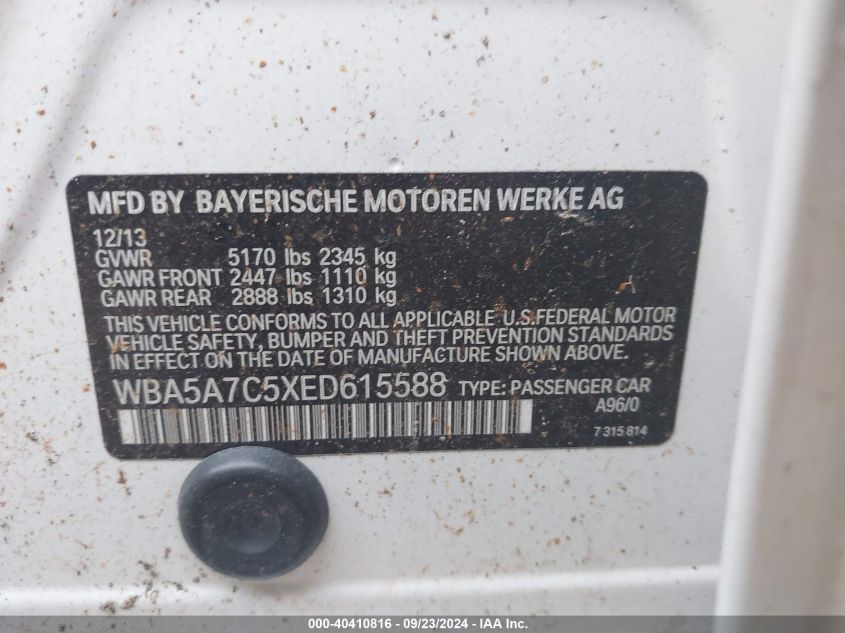 MFD BY BAYERISCHE MOTOREN WERKE AG
12/13
GVWR 5170 lbs 2345 kg
GAWR FRONT 2447 lbs 1110 kg
GAWR REAR 2888 lbs 1310 kg
THIS VEHICLE CONFORMS TO ALL APPLICABLE U.S.FEDERAL MOTOR
VEHICLE SAFETY, BUMPER AND THEFT PREVENTION STANDARDS
IN EFFECT ON THE DATE OF MANUFACTURE SHOWN ABOVE.
WBA5A7C5XED615588 TYPE: PASSENGER CAR
A96/0
7 315 814
000-40410816 - 09/23/2024 - IAAI.com